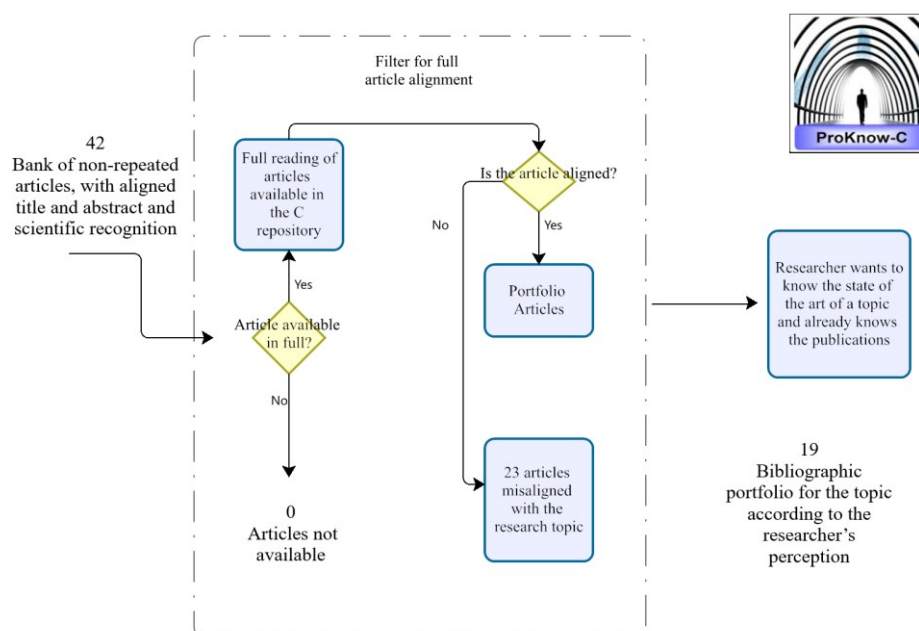 Filter for full
article alignment
ProKnow-C
42
Bank of non-repeated
articles, with aligned
title and abstract and
scientific recognition
Full reading of
articles
available in
the C
repository
Is the article aligned?
No
Yes
Yes
Portfolio
Articles
Researcher wants to
know the state of
the art of a topic
and already knows
the publications
Article available
in full?
No
0
Articles not
available
23 articles
misaligned
with the
research topic
19
Bibliographic
portfolio for the topic
according to the
researcher’s
perception